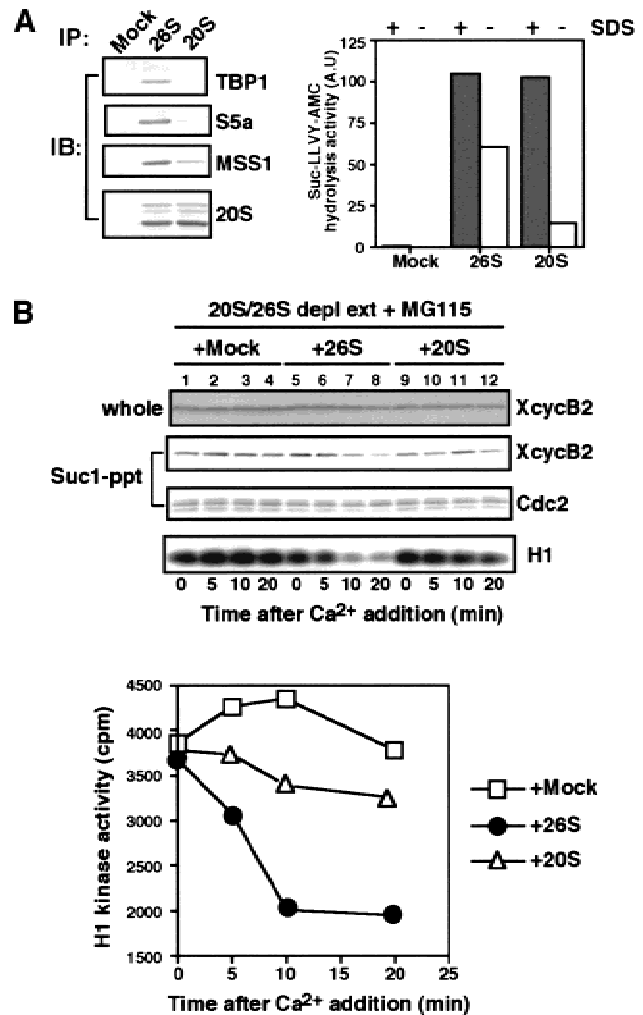 A
IP: Mock 26S 20S
IB:
TBP1
S5a
MSS1
20S
+ - + - + - SDS
Suc-LLVY-AMC
hydrolysis activity (A.U)
125
100
75
50
25
0
Mock 26S 20S
B
20S/26S depl ext + MG115
+Mock +26S +20S
1 2 3 4 5 6 7 8 9 10 11 12
whole XcycB2
Suc1-ppt
XcycB2
Cdc2
H1
0 5 10 20 0 5 10 20 0 5 10 20
Time after Ca2+ addition (min)
H1 kinase activity (cpm)
4500
4000
3500
3000
2500
2000
1500
0 5 10 15 20 25
Time after Ca2+ addition (min)
+Mock
+26S
+20S